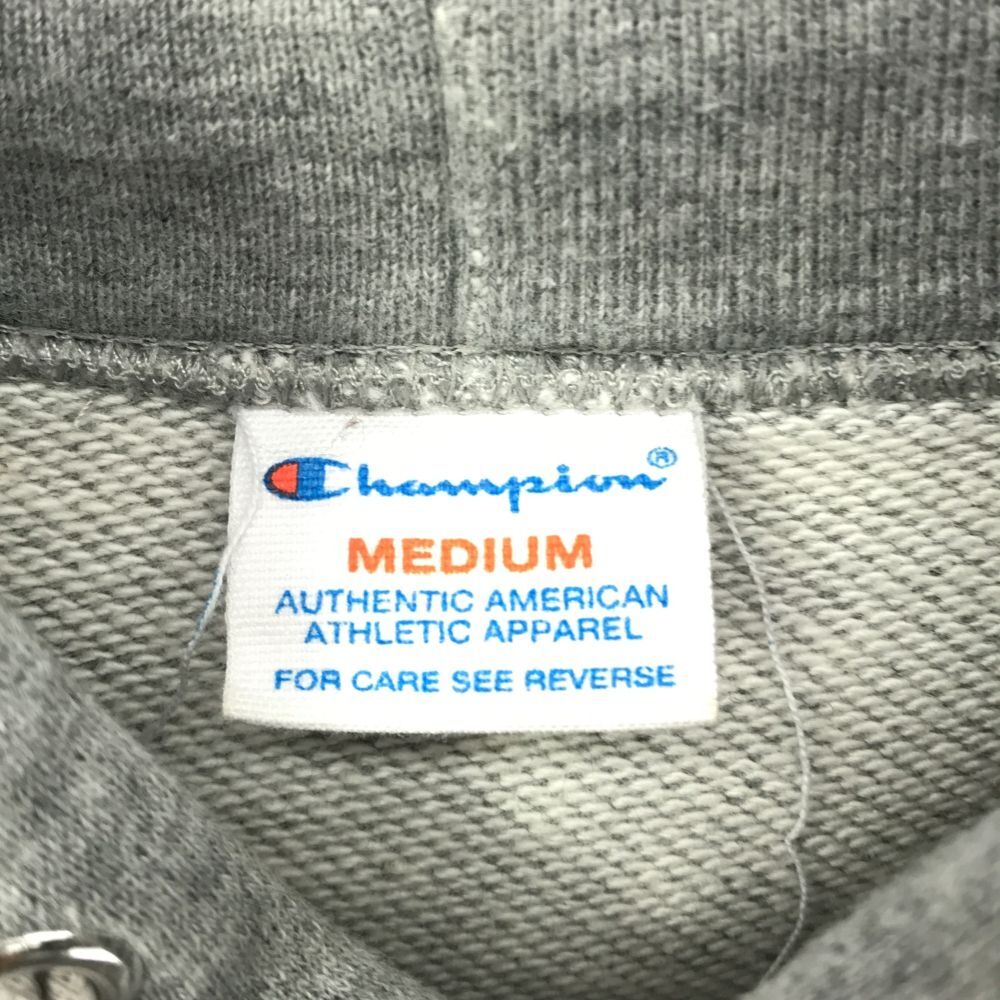 Champion®
MEDIUM
AUTHENTIC AMERICAN
ATHLETIC APPAREL
FOR CARE SEE REVERSE